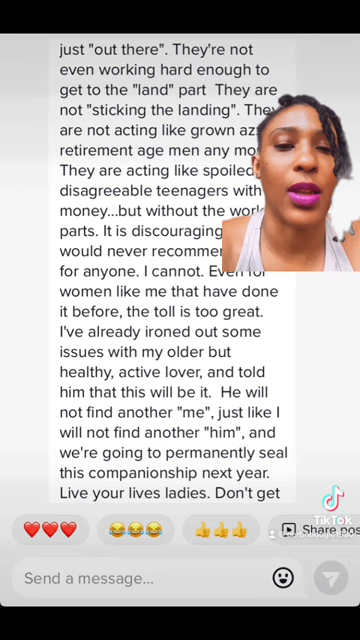 just "out there". They're not
even working hard enough to
get to the "land" part  They are
not "sticking the landing". They
are not acting like grown az
retirement age men any mo
They are acting like spoiled
disagreeable teenagers with
money...but without the work
parts. It is discouraging
would never recomme
for anyone. I cannot. Even for
women like me that have done
it before, the toll is too great.
I've already ironed out some
issues with my older but
healthy, active lover, and told
him that this will be it.  He will
not find another "me", just like I
will not find another "him", and
we're going to permanently seal
this companionship next year.
Live your lives ladies. Don't get
Share pos
Send a message...
TikTok